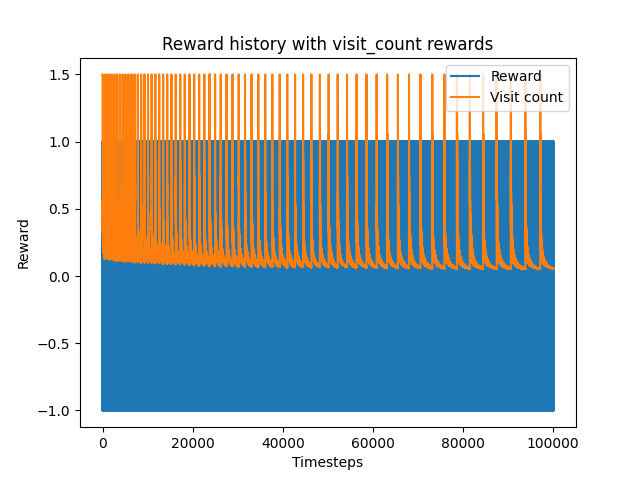 Reward history with visit_count rewards
Reward
Visit count
1.5
1.0
0.5
0.0
−0.5
−1.0
Reward
0
20000
40000
60000
80000
100000
Timesteps